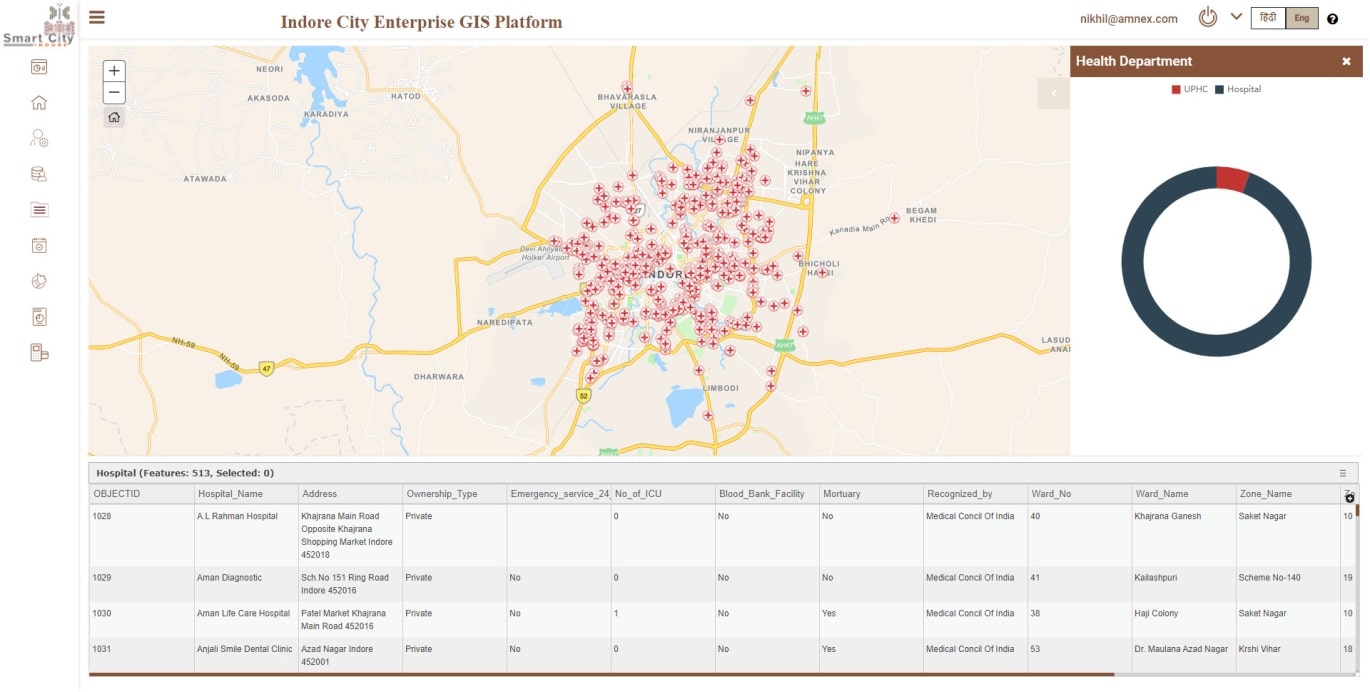 Smart City
INDORE
Indore City Enterprise GIS Platform
nikhil@amnex.com
हिंदी
Eng
?
+
−
NEORI
AKASODA
HATOD
KARADIYA
ATAWADA
BHAVARASLA
VILLAGE
NIRANJANPUR
VILLAGE
NIPANYA
HARE
KRISHNA
VIHAR
COLONY
BEGAM
KHEDI
Kanadia Main Ro
Devi Ahilya
Holkar Airport
INDORE
NAREDIPATA
NH-59
NH-59
47
DHARWARA
52
LIMBODI
AH47
AH47
LASUD
ANAI
Health Department
UPHC
Hospital
Hospital (Features: 513, Selected: 0)
OBJECTID Hospital_Name Address Ownership_Type Emergency_service_24_ No_of_ICU Blood_Bank_Facility Mortuary Recognized_by Ward_No Ward_Name Zone_Name
1028 A.L Rahman Hospital Khajrana Main Road Private 0 No No Medical Concil Of India 40 Khajrana Ganesh Saket Nagar 10
Opposite Khajrana
Shopping Market Indore
452018
1029 Aman Diagnostic Sch.No 151 Ring Road Private No 0 No No Medical Concil Of India 41 Kailashpuri Scheme No-140 19
Indore 452016
1030 Aman Life Care Hospital Patel Market Khajrana Private No 1 No Yes Medical Concil Of India 38 Haji Colony Saket Nagar 10
Main Road 452016
1031 Anjali Smile Dental Clinic Azad Nagar Indore Private No 0 No Yes Medical Concil Of India 53 Dr. Maulana Azad Nagar Krshi Vihar 18
452001